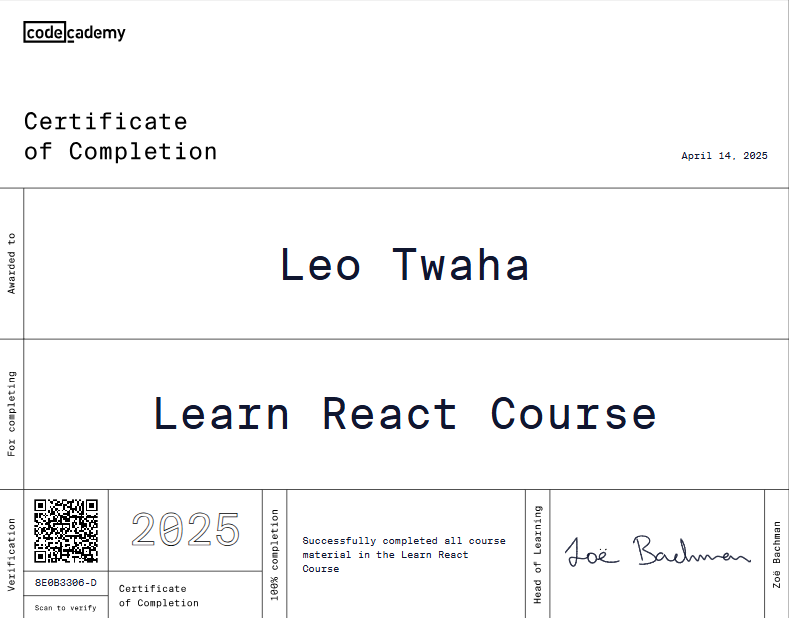 codecademy
Certificate
of Completion
April 14, 2025
Awarded to
Leo Twaha
For completing
Learn React Course
Verification
8E0B3306-D
Scan to verify
2025
Certificate
of Completion
100% completion
Successfully completed all course
material in the Learn React
Course
Head of Learning
Zoë Bachman
Zoë Bachman